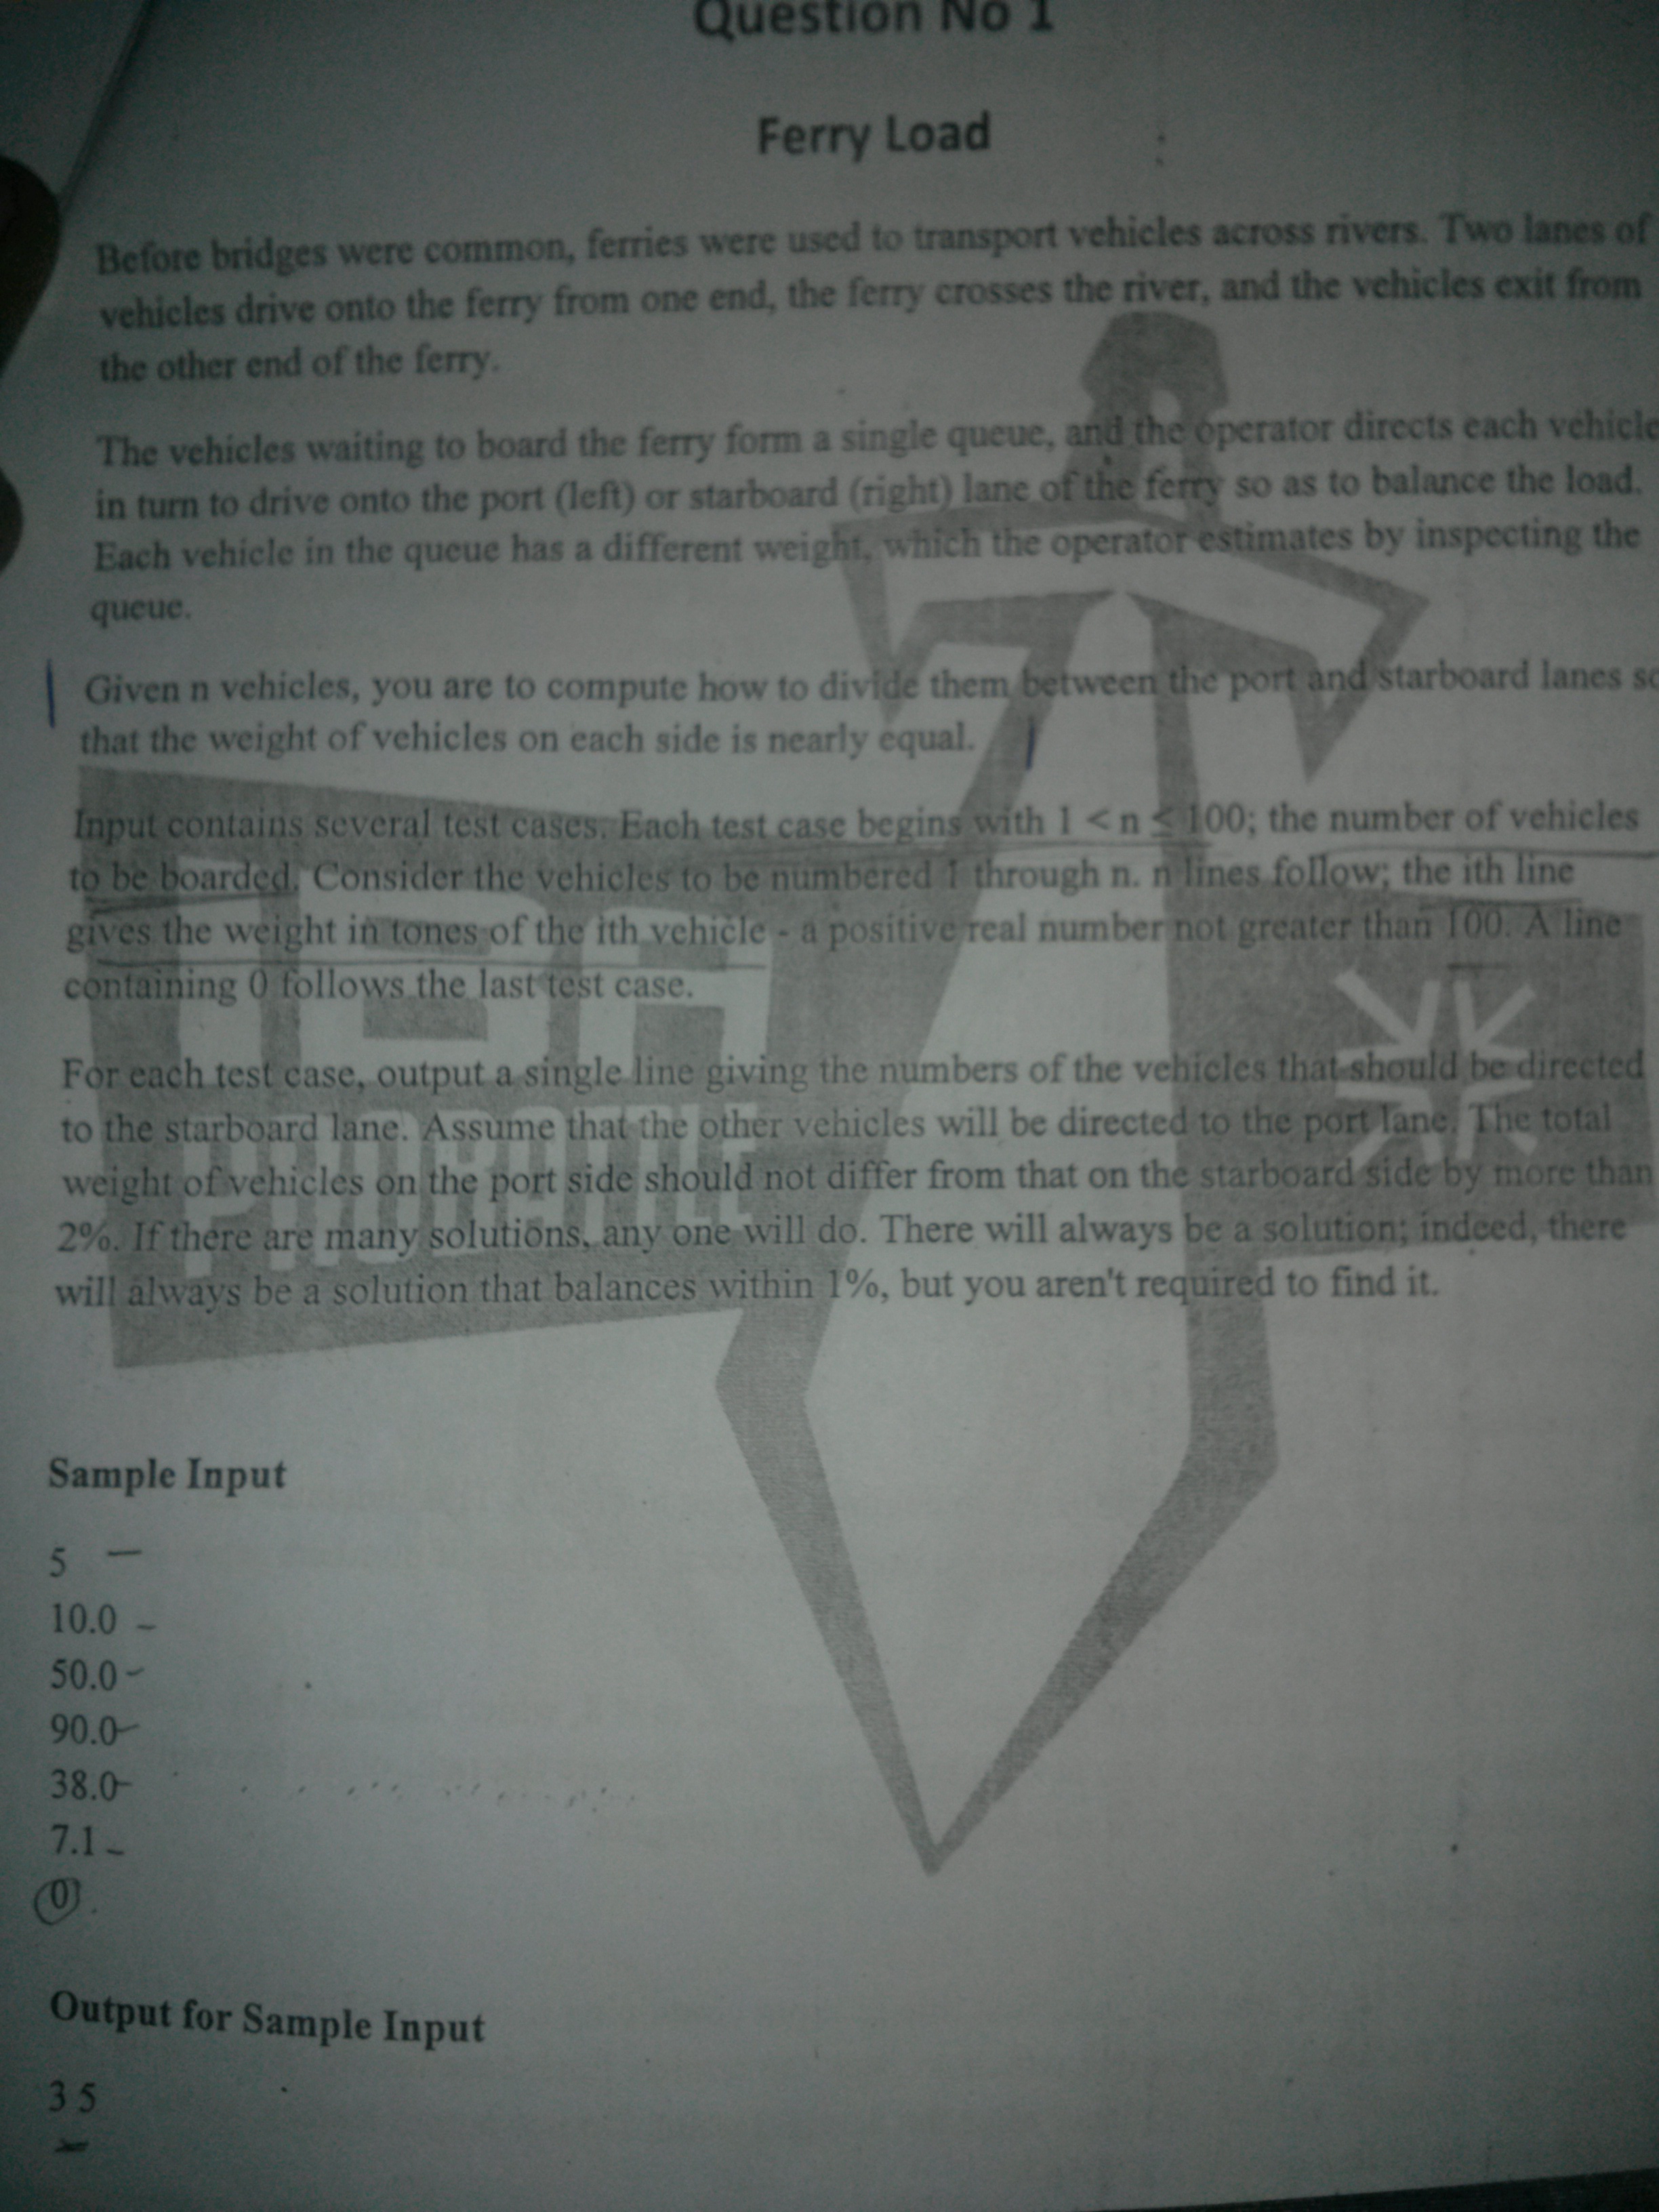 Question No 1
Ferry Load
Before bridges were common, ferries were used to transport vehicles across rivers. Two lanes of
vehicles drive onto the ferry from one end, the ferry crosses the river, and the vehicles exit from
the other end of the ferry.
The vehicles waiting to board the ferry form a single queue, and the operator directs each vehicle
in turn to drive onto the port (left) or starboard (right) lane of the ferry so as to balance the load.
Each vehicle in the queue has a different weight, which the operator estimates by inspecting the
queue.
Given n vehicles, you are to compute how to divide them between the port and starboard lanes so
that the weight of vehicles on each side is nearly equal.
Input contains several test cases. Each test case begins with 1 < n ≤ 100; the number of vehicles
to be boarded. Consider the vehicles to be numbered 1 through n. n lines follow; the ith line
gives the weight in tones of the ith vehicle - a positive real number not greater than 100. A line
containing 0 follows the last test case.
For each test case, output a single line giving the numbers of the vehicles that should be directed
to the starboard lane. Assume that the other vehicles will be directed to the port lane. The total
weight of vehicles on the port side should not differ from that on the starboard side by more than
2%. If there are many solutions, any one will do. There will always be a solution; indeed, there
will always be a solution that balances within 1%, but you aren't required to find it.
Sample Input
5
10.0
50.0
90.0
38.0
7.1
0
Output for Sample Input
3 5